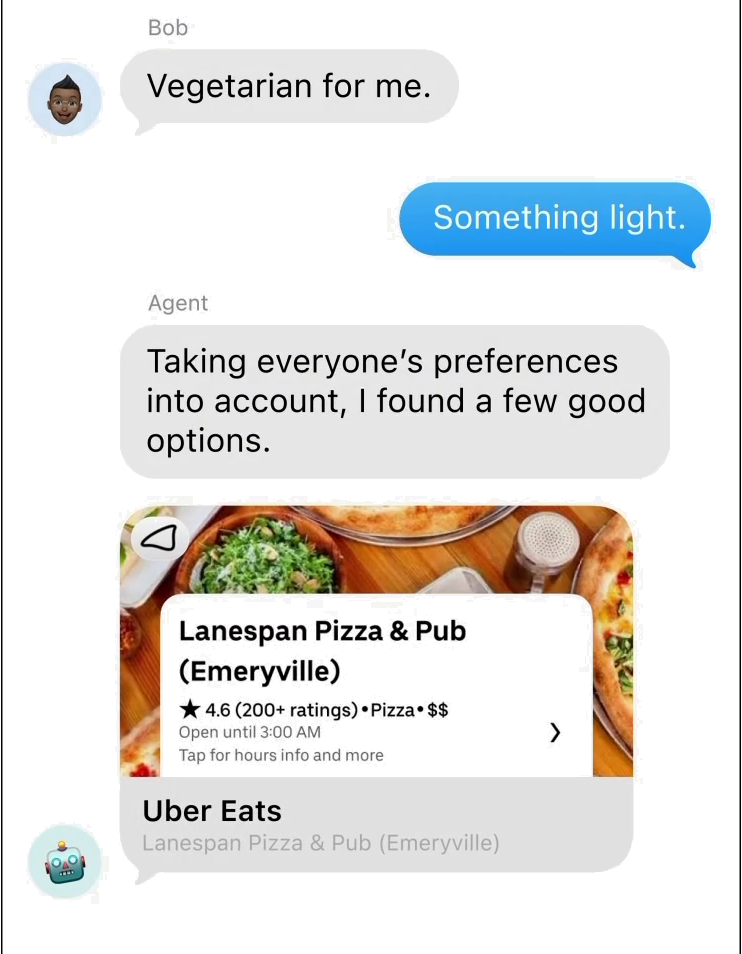 Bob
Vegetarian for me.
Something light.
Agent
Taking everyone’s preferences
into account, I found a few good
options.
Lanespan Pizza & Pub
(Emeryville)
★ 4.6 (200+ ratings) • Pizza • $$
Open until 3:00 AM
Tap for hours info and more
Uber Eats
Lanespan Pizza & Pub (Emeryville)